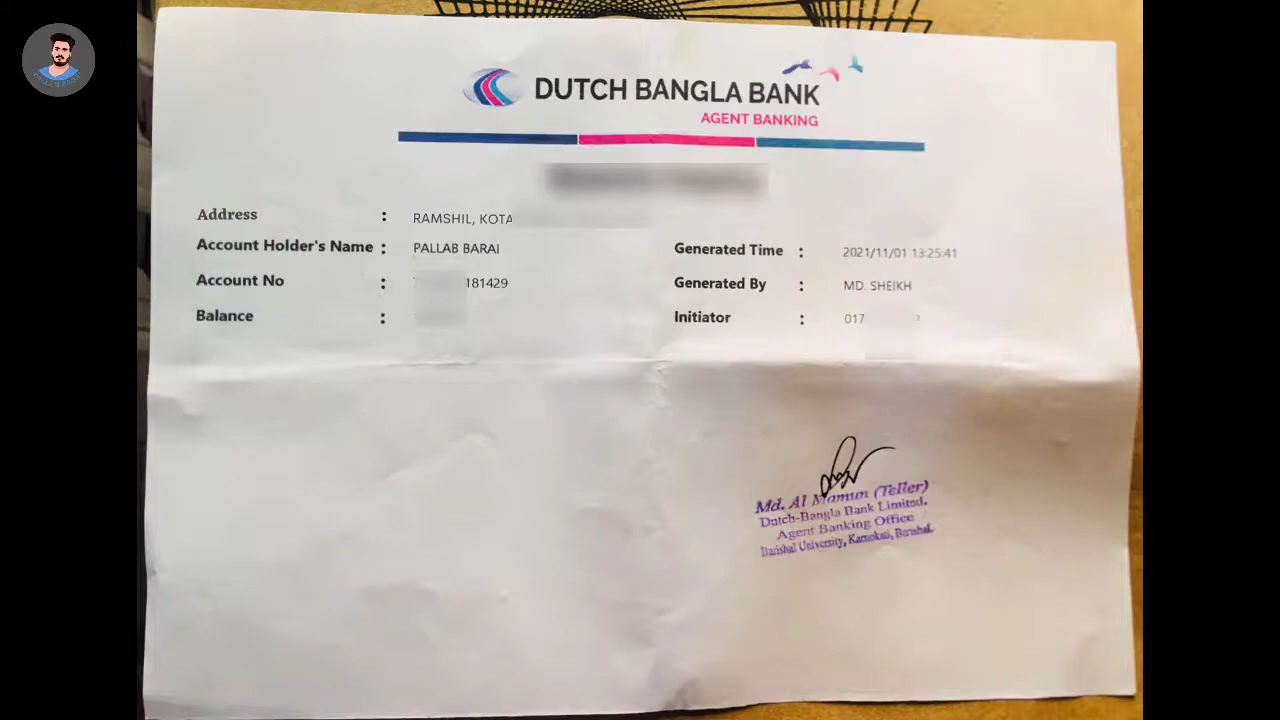 DUTCH BANGLA BANK
AGENT BANKING
Address : RAMSHIL, KOTA
Account Holder's Name : PALLAB BARAI
Generated Time : 2021/11/01 13:25:41
Account No : 181429
Generated By : MD. SHEIKH
Balance :
Initiator : 017
Md. Al Mamun (Teller)
Dutch-Bangla Bank Limited.
Agent Banking Office
Barishal University, Karnokati, Barishal.